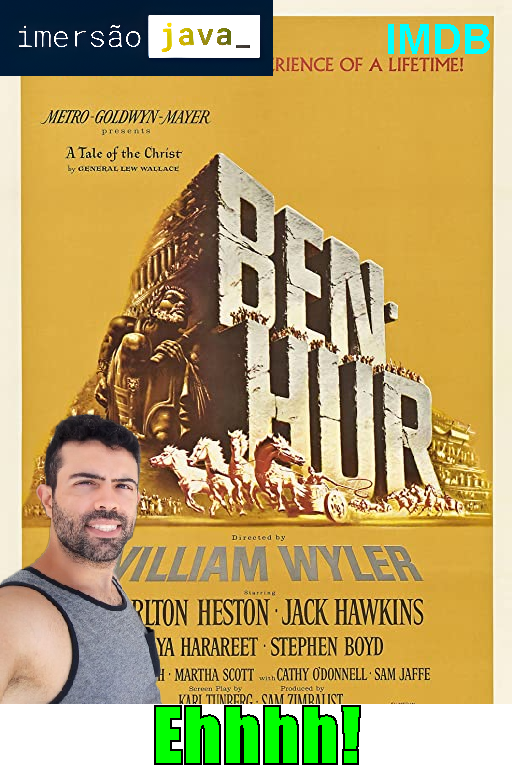 imersão java_
IMDB
RIENCE OF A LIFETIME!
METRO-GOLDWYN-MAYER
presents
A Tale of the Christ
by GENERAL LEW WALLACE
BEN-
HUR
Directed by
WILLIAM WYLER
Starring
RLTON HESTON · JACK HAWKINS
YA HARAREET · STEPHEN BOYD
H · MARTHA SCOTT with CATHY O'DONNELL · SAM JAFFE
Screen Play by Produced by
KARL TUNBERG · SAM ZIMBALIST
Ehhhh!